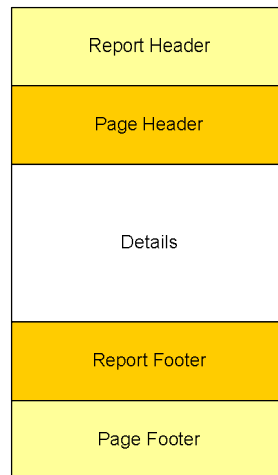 Report Header
Page Header
Details
Report Footer
Page Footer